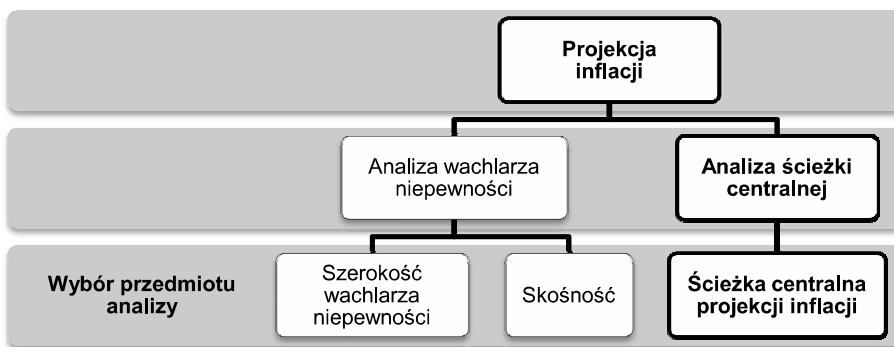 Projekcja
inflacji
Analiza wachlarza
niepewności
Analiza ścieżki
centralnej
Wybór przedmiotu
analizy
Szerokość
wachlarza
niepewności
Skośność
Ścieżka centralna
projekcji inflacji